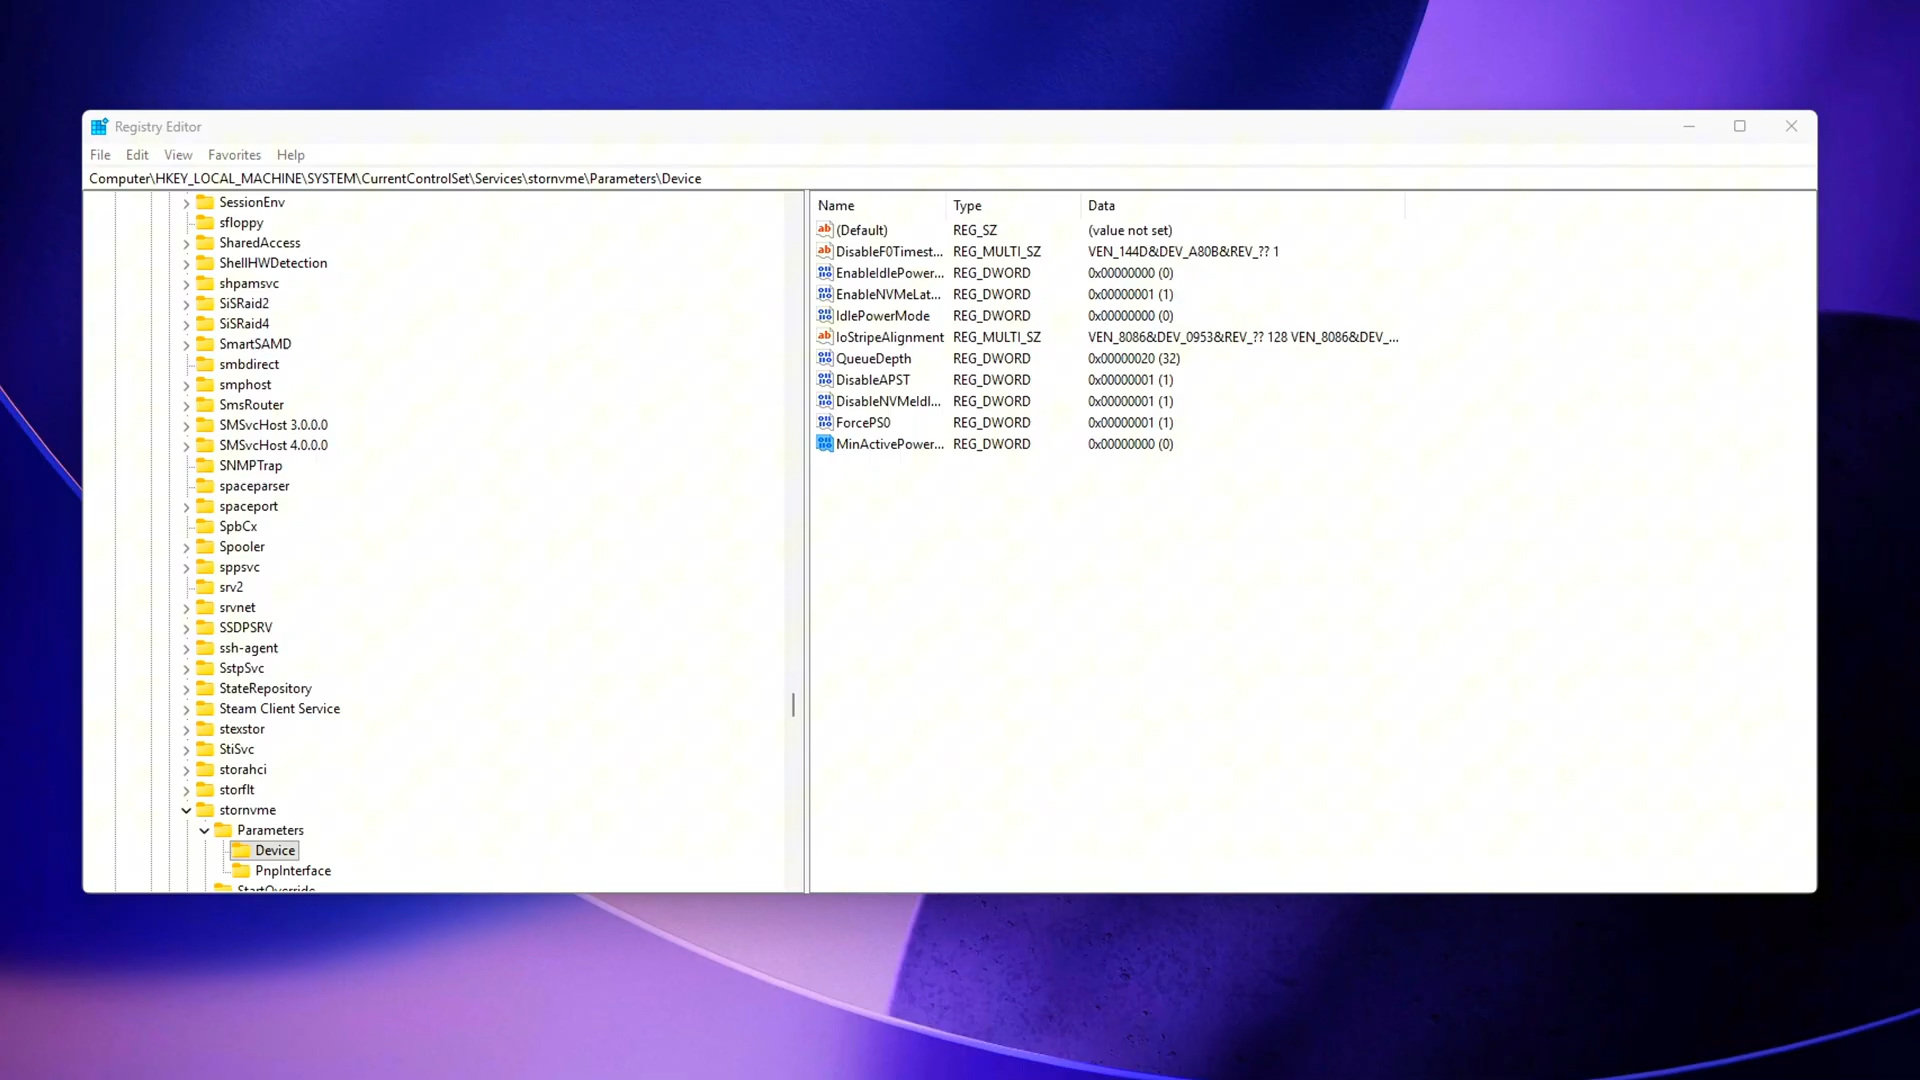 Registry Editor
File Edit View Favorites Help
Computer\HKEY_LOCAL_MACHINE\SYSTEM\CurrentControlSet\Services\stornvme\Parameters\Device
SessionEnv
sfloppy
SharedAccess
ShellHWDetection
shpamsvc
SiSRaid2
SiSRaid4
SmartSAMD
smbdirect
smphost
SmsRouter
SMSvcHost 3.0.0.0
SMSvcHost 4.0.0.0
SNMPTrap
spaceparser
spaceport
SpbCx
Spooler
sppsvc
srv2
srvnet
SSDPSRV
ssh-agent
SstpSvc
StateRepository
Steam Client Service
stexstor
StiSvc
storahci
storflt
stornvme
Parameters
Device
PnpInterface
StartOverride
Name Type Data
(Default) REG_SZ (value not set)
DisableF0Timest... REG_MULTI_SZ VEN_144D&DEV_A80B&REV_?? 1
EnableIdlePower... REG_DWORD 0x00000000 (0)
EnableNVMeLat... REG_DWORD 0x00000001 (1)
IdlePowerMode REG_DWORD 0x00000000 (0)
IoStripeAlignment REG_MULTI_SZ VEN_8086&DEV_0953&REV_?? 128 VEN_8086&DEV_...
QueueDepth REG_DWORD 0x00000020 (32)
DisableAPST REG_DWORD 0x00000001 (1)
DisableNVMeIdl... REG_DWORD 0x00000001 (1)
ForcePS0 REG_DWORD 0x00000001 (1)
MinActivePower... REG_DWORD 0x00000000 (0)